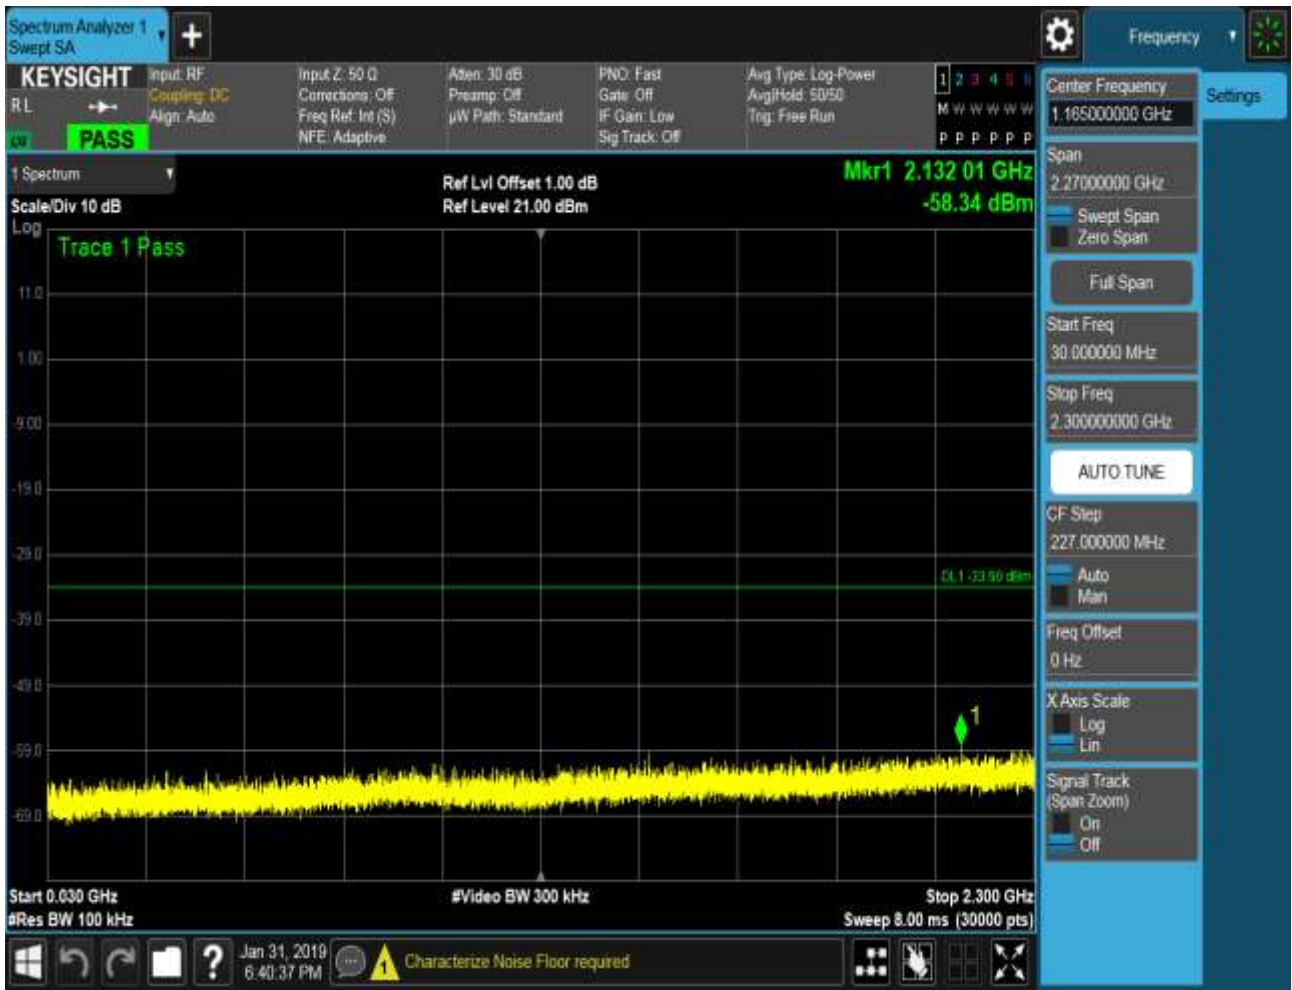 Spectrum Analyzer 1
Swept SA
Frequency
KEYSIGHT
R L
PASS
Input: RF
Coupling: DC
Align: Auto
Input Z: 50 Ω
Corrections: Off
Freq Ref: Int (S)
NFE: Adaptive
Atten: 30 dB
Preamp: Off
µW Path: Standard
PNO: Fast
Gate: Off
IF Gain: Low
Sig Track: Off
Avg Type: Log-Power
Avg|Hold: 50/50
Trig: Free Run
1 2 3 4 5 6
M W W W W W
P P P P P P
1 Spectrum
Scale/Div 10 dB
Log
Ref Lvl Offset 1.00 dB
Ref Level 21.00 dBm
Mkr1 2.132 01 GHz
-58.34 dBm
Trace 1 Pass
11.0
1.00
-9.00
-19.0
-29.0
DL1 -33.90 dBm
-39.0
-49.0
1
-59.0
-69.0
Start 0.030 GHz
#Res BW 100 kHz
#Video BW 300 kHz
Stop 2.300 GHz
Sweep 8.00 ms (30000 pts)
Center Frequency
1.165000000 GHz
Settings
Span
2.27000000 GHz
Swept Span
Zero Span
Full Span
Start Freq
30.000000 MHz
Stop Freq
2.300000000 GHz
AUTO TUNE
CF Step
227.000000 MHz
Auto
Man
Freq Offset
0 Hz
X Axis Scale
Log
Lin
Signal Track
(Span Zoom)
On
Off
?
Jan 31, 2019
6:40:37 PM
1
Characterize Noise Floor required